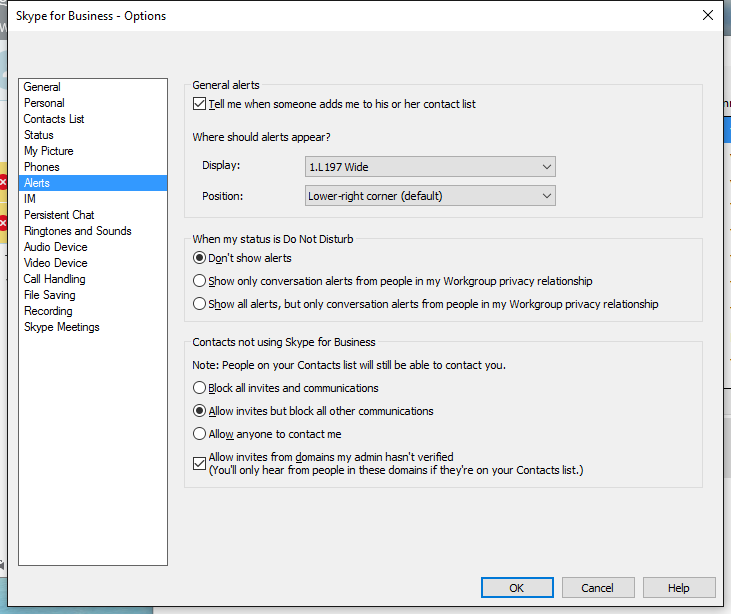 Skype for Business - Options
General
Personal
Contacts List
Status
My Picture
Phones
Alerts
IM
Persistent Chat
Ringtones and Sounds
Audio Device
Video Device
Call Handling
File Saving
Recording
Skype Meetings
General alerts
Tell me when someone adds me to his or her contact list
Where should alerts appear?
Display: 1.L197 Wide
Position: Lower-right corner (default)
When my status is Do Not Disturb
Don't show alerts
Show only conversation alerts from people in my Workgroup privacy relationship
Show all alerts, but only conversation alerts from people in my Workgroup privacy relationship
Contacts not using Skype for Business
Note: People on your Contacts list will still be able to contact you.
Block all invites and communications
Allow invites but block all other communications
Allow anyone to contact me
Allow invites from domains my admin hasn't verified
(You'll only hear from people in these domains if they're on your Contacts list.)
OK Cancel Help